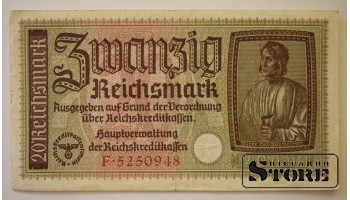 Zwanzig
Reichsmark
Ausgegeben auf Grund der Verordnung
über Reichskreditkassen.
Hauptverwaltung
der Reichskreditkassen
F·5250948
20 Reichsmark
STORE